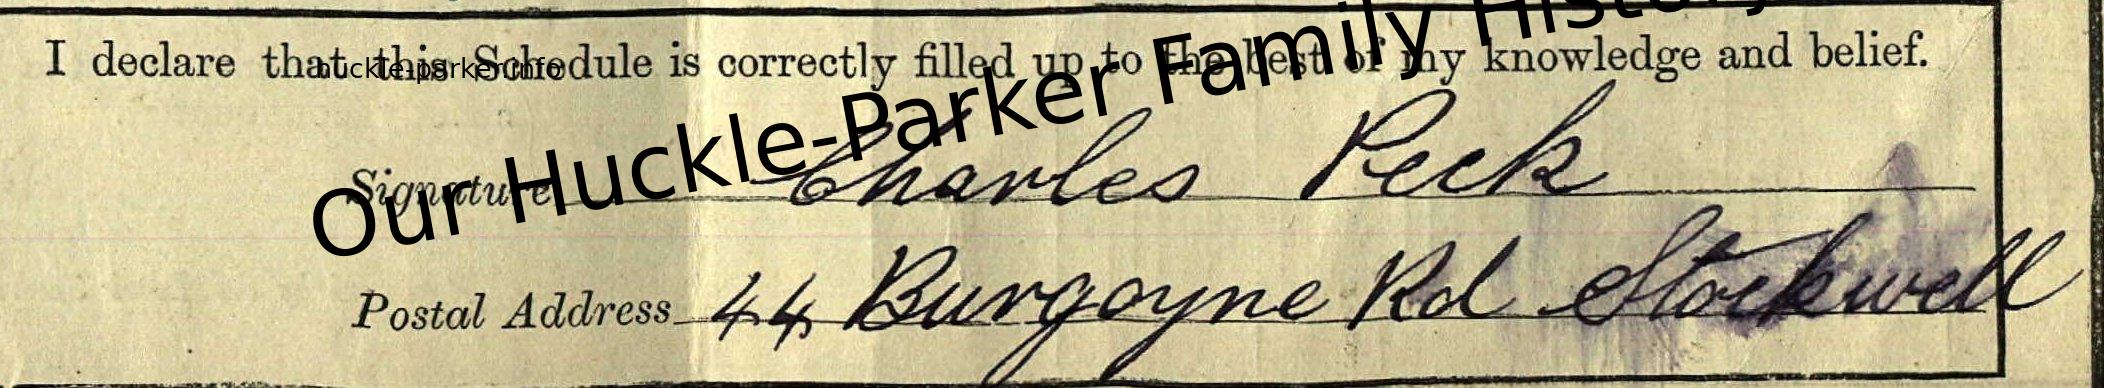 I declare that this Schedule is correctly filled up to the best of my knowledge and belief.
huckle-parker.info
Our Huckle-Parker Family History
Signature Charles Peck
Postal Address 44 Burgoyne Rd Stockwell